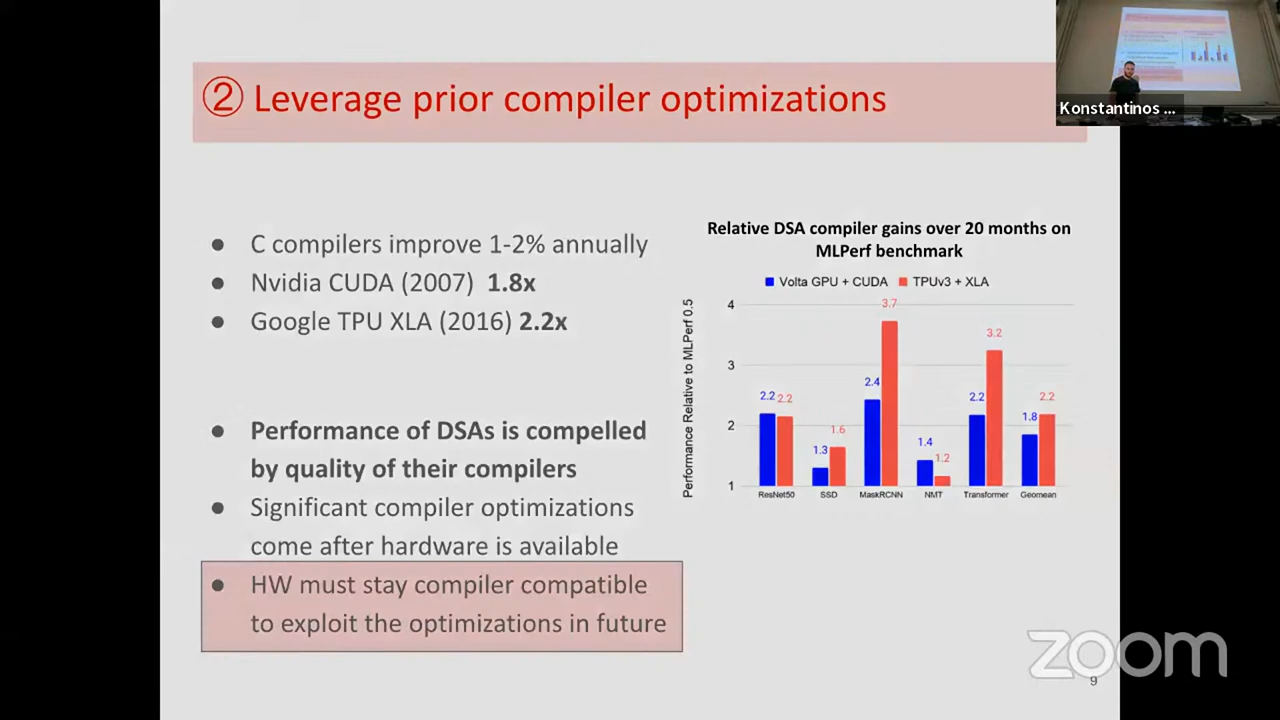 ② Leverage prior compiler optimizations
Konstantinos ...
● C compilers improve 1-2% annually
● Nvidia CUDA (2007) 1.8x
● Google TPU XLA (2016) 2.2x
● Performance of DSAs is compelled
by quality of their compilers
● Significant compiler optimizations
come after hardware is available
● HW must stay compiler compatible
to exploit the optimizations in future
Relative DSA compiler gains over 20 months on
MLPerf benchmark
Volta GPU + CUDA TPUv3 + XLA
Performance Relative to MLPerf 0.5
4
3
2
1
2.2 2.2
1.3 1.6
2.4 3.7
1.4 1.2
2.2 3.2
1.8 2.2
ResNet50 SSD MaskRCNN NMT Transformer Geomean
zoom
9